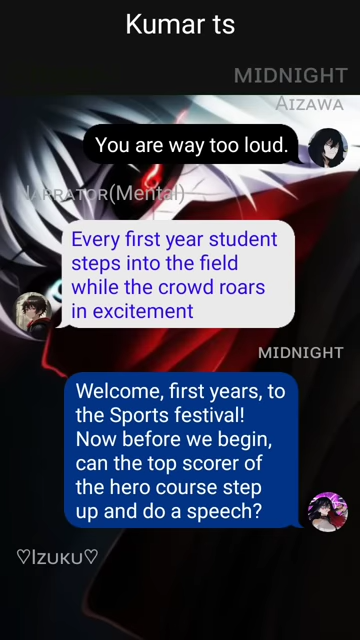 Kumar ts
MIDNIGHT
AIZAWA
You are way too loud.
NARRATOR(Mental)
Every first year student
steps into the field
while the crowd roars
in excitement
MIDNIGHT
Welcome, first years, to
the Sports festival!
Now before we begin,
can the top scorer of
the hero course step
up and do a speech?
♡IZUKU♡